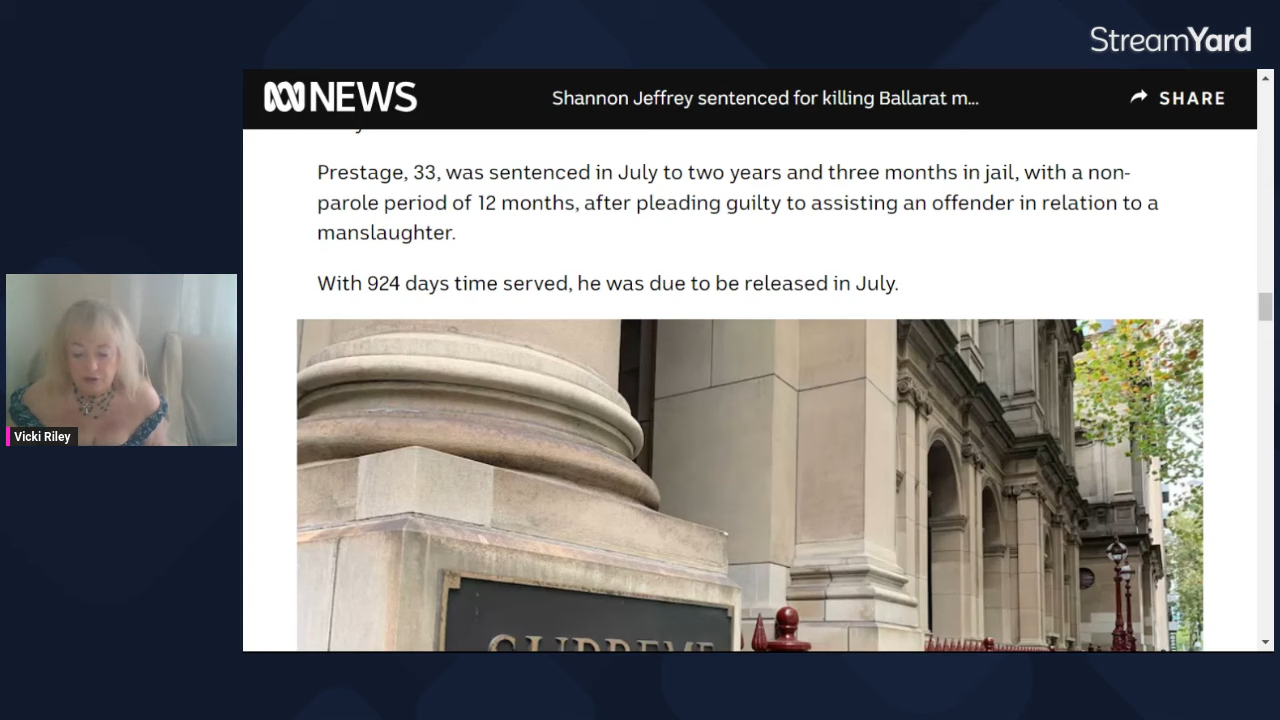 StreamYard
NEWS
Shannon Jeffrey sentenced for killing Ballarat m...
SHARE
Prestage, 33, was sentenced in July to two years and three months in jail, with a non-
parole period of 12 months, after pleading guilty to assisting an offender in relation to a
manslaughter.
With 924 days time served, he was due to be released in July.
SUPREME
Vicki Riley